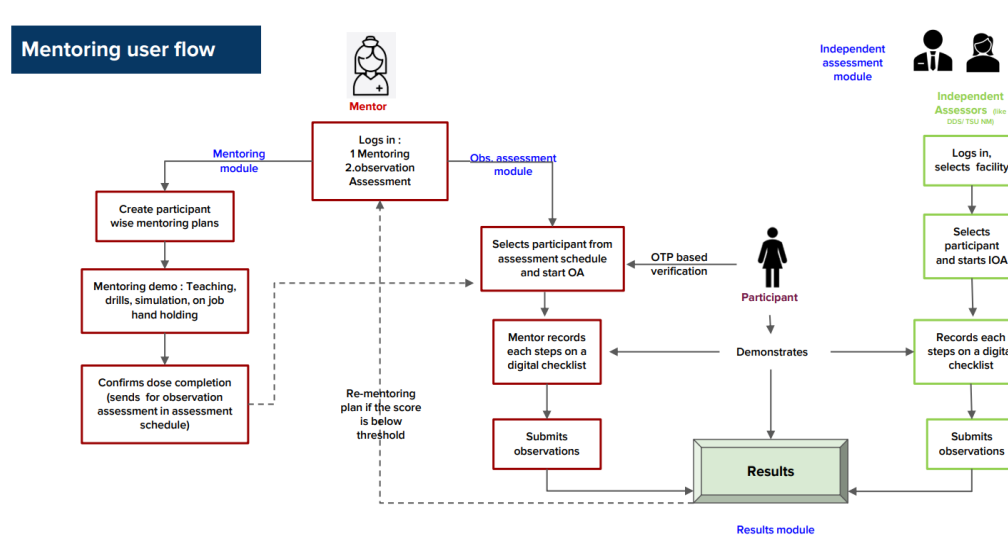 Mentoring user flow
Mentor
Logs in :
1 Mentoring
2.observation
Assessment
Mentoring
module
Obs. assessment
module
Create participant
wise mentoring plans
Mentoring demo : Teaching,
drills, simulation, on job
hand holding
Confirms dose completion
(sends for observation
assessment in assessment
schedule)
Re-mentoring
plan if the score
is below
threshold
Selects participant from
assessment schedule
and start OA
OTP based
verification
Participant
Mentor records
each steps on a
digital checklist
Demonstrates
Submits
observations
Results
Results module
Independent
assessment
module
Independent
Assessors (like
DDS/ TSU NM)
Logs in,
selects facility
Selects
participant
and starts IOA
Records each
steps on a digita
checklist
Submits
observations